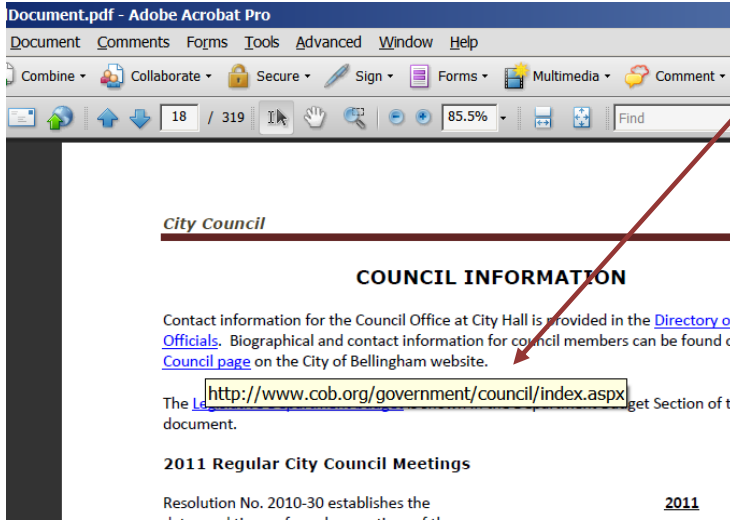 Document.pdf - Adobe Acrobat Pro
Document Comments Forms Tools Advanced Window Help
Combine Collaborate Secure Sign Forms Multimedia Comment
18 / 319 85.5% Find
City Council
COUNCIL INFORMATION
Contact information for the Council Office at City Hall is provided in the Directory
Officials. Biographical and contact information for council members can be found
Council page on the City of Bellingham website.
http://www.cob.org/government/council/index.aspx
The Section of
document.
2011 Regular City Council Meetings
Resolution No. 2010-30 establishes the 2011